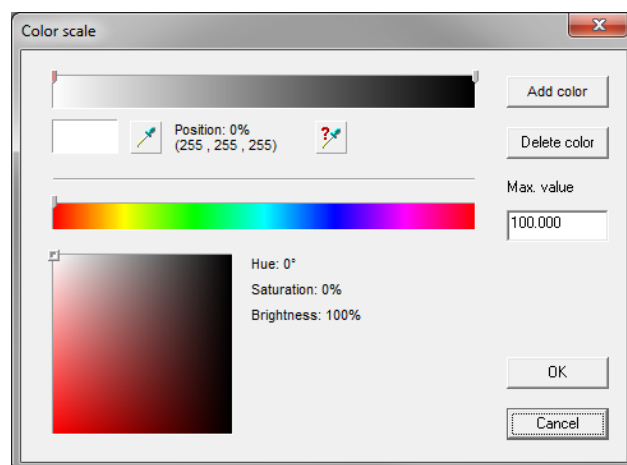 Color scale
Add color
Position: 0%
(255 , 255 , 255)
?
Delete color
Max. value
100.000
Hue: 0°
Saturation: 0%
Brightness: 100%
OK
Cancel